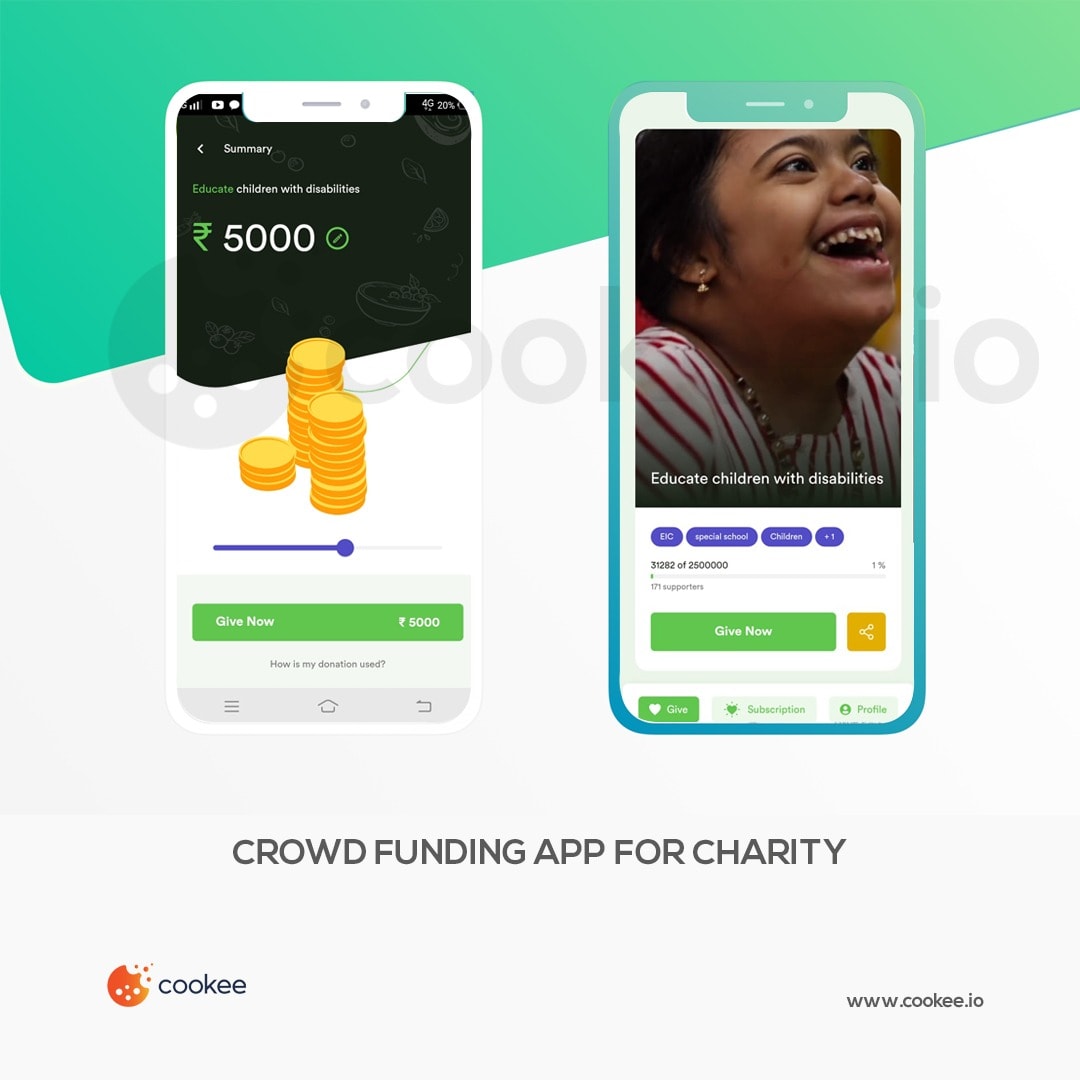 4G 20%
Summary
Educate children with disabilities
₹ 5000
Give Now ₹ 5000
How is my donation used?
Educate children with disabilities
EIC special school Children + 1
31282 of 2500000 1 %
171 supporters
Give Now
Give Subscription Profile
cookee.io
CROWD FUNDING APP FOR CHARITY
cookee
www.cookee.io